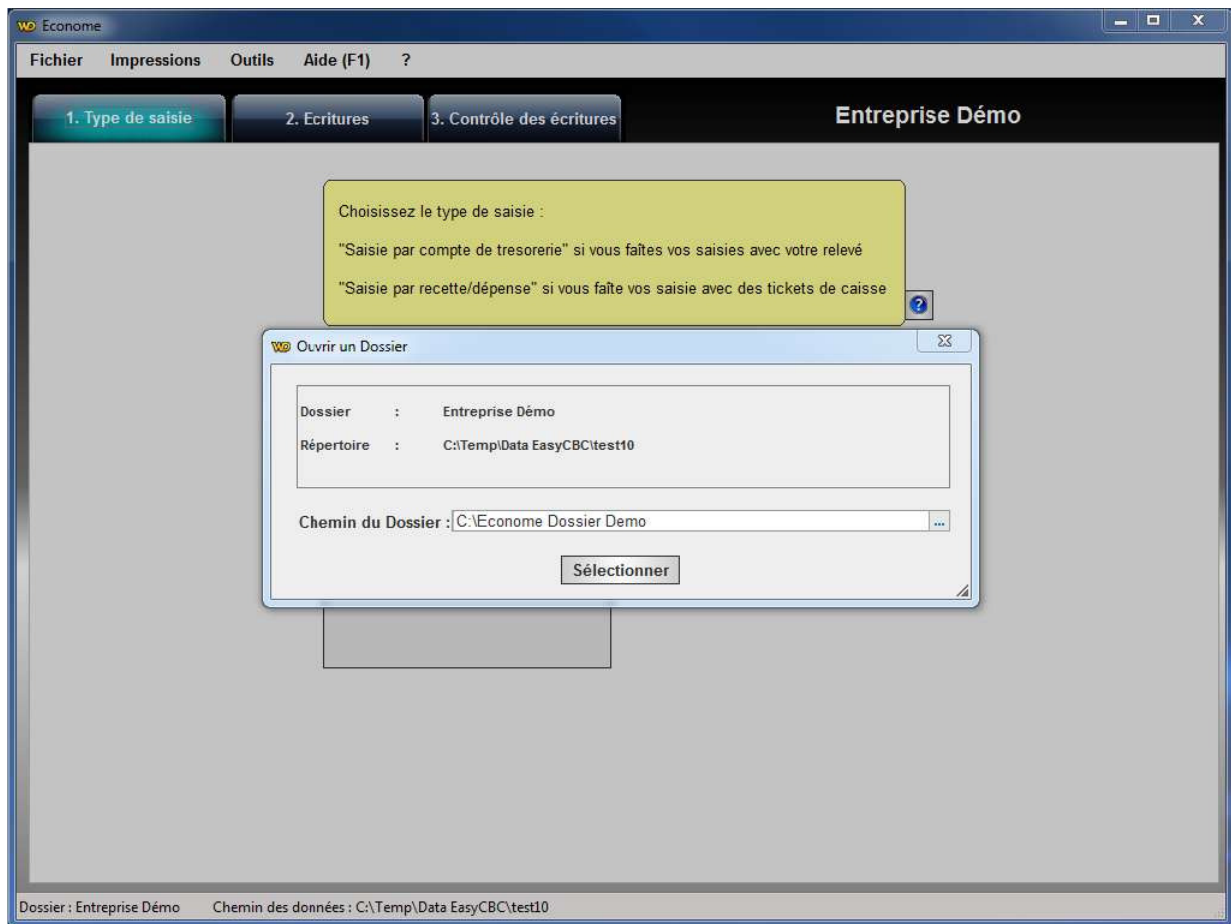 WD Econome
Fichier Impressions Outils Aide (F1) ?
1. Type de saisie 2. Ecritures 3. Contrôle des écritures Entreprise Démo
Choisissez le type de saisie :
"Saisie par compte de tresorerie" si vous faîtes vos saisies avec votre relevé
"Saisie par recette/dépense" si vous faîte vos saisie avec des tickets de caisse
?
WD Ouvrir un Dossier
Dossier : Entreprise Démo
Répertoire : C:\Temp\Data EasyCBC\test10
Chemin du Dossier : C:\Econome Dossier Demo ...
Sélectionner
Dossier : Entreprise Démo Chemin des données : C:\Temp\Data EasyCBC\test10